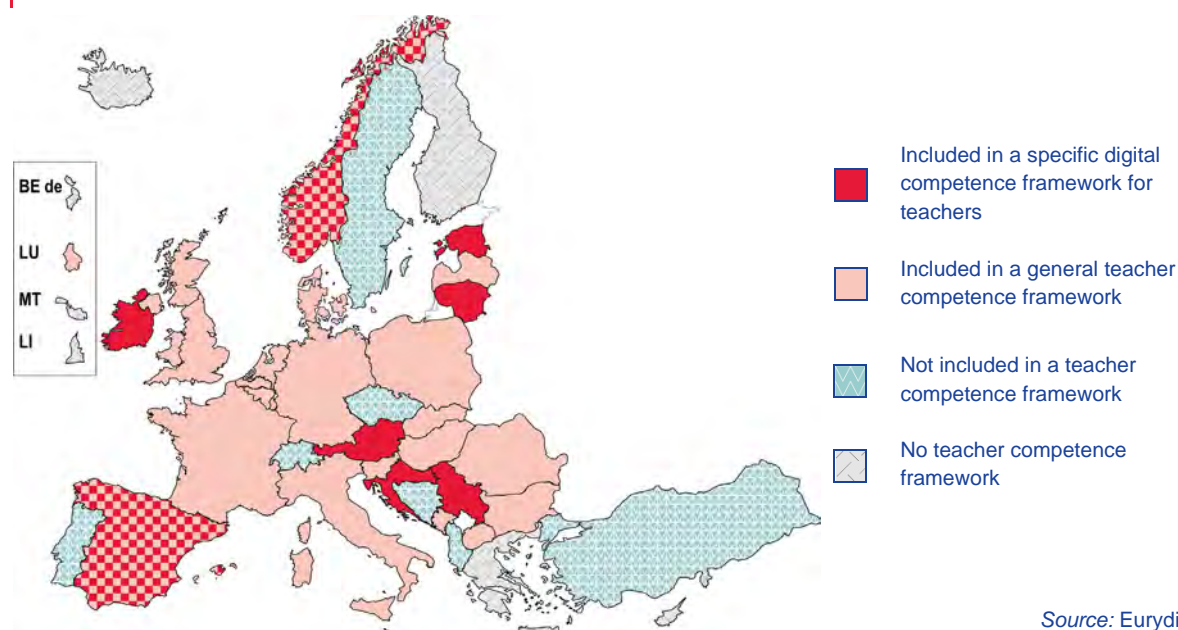 BE de
LU
MT
LI
Included in a specific digital
competence framework for
teachers
Included in a general teacher
competence framework
Not included in a teacher
competence framework
No teacher competence
framework
Source: Eurydi